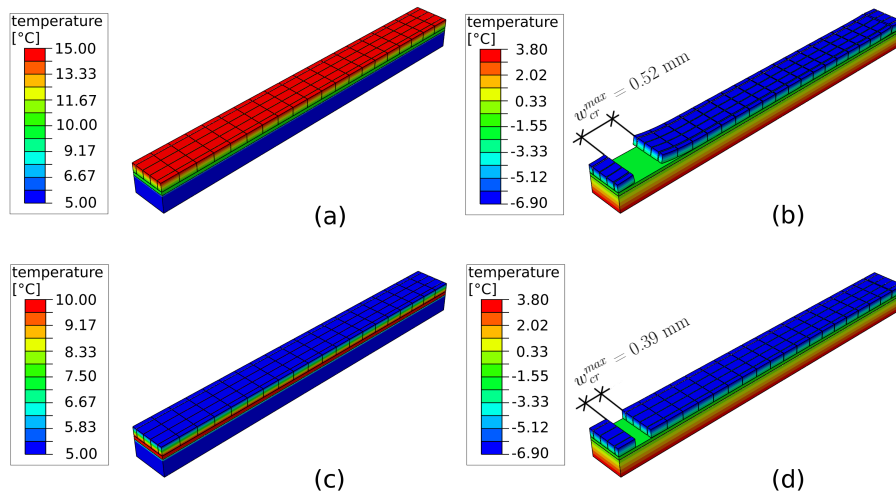 temperature
[°C]
15.00
13.33
11.67
10.00
9.17
6.67
5.00
(a)
temperature
[°C]
3.80
2.02
0.33
-1.55
-3.33
-5.12
-6.90
w_cr^max = 0.52 mm
(b)
temperature
[°C]
10.00
9.17
8.33
7.50
6.67
5.83
5.00
(c)
temperature
[°C]
3.80
2.02
0.33
-1.55
-3.33
-5.12
-6.90
w_cr^max = 0.39 mm
(d)